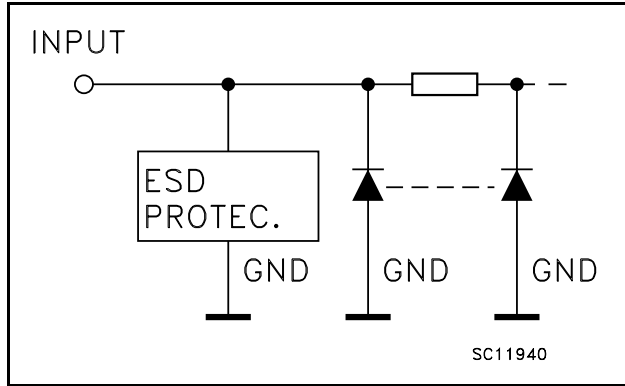 INPUT
ESD
PROTEC.
GND
GND
GND
SC11940